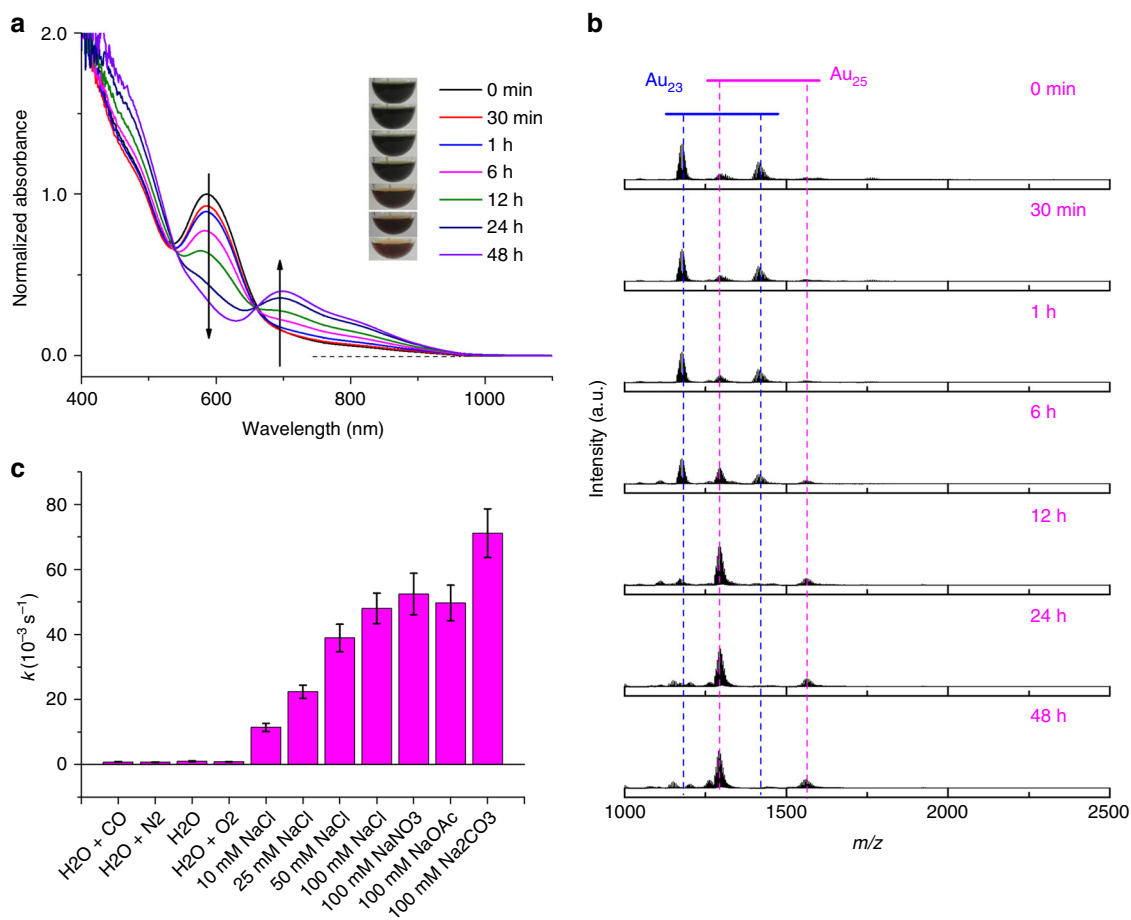 a
2.0
1.0
0.0
Normalized absorbance
400
600
800
1000
Wavelength (nm)
0 min
30 min
1 h
6 h
12 h
24 h
48 h
b
Au23
Au25
0 min
30 min
1 h
6 h
12 h
24 h
48 h
Intensity (a.u.)
1000
1500
2000
2500
m/z
c
80
60
40
20
0
k (10−3 s−1)
H2O + CO
H2O + N2
H2O
H2O + O2
10 mM NaCl
25 mM NaCl
50 mM NaCl
100 mM NaCl
100 mM NaNO3
100 mM NaOAc
100 mM Na2CO3